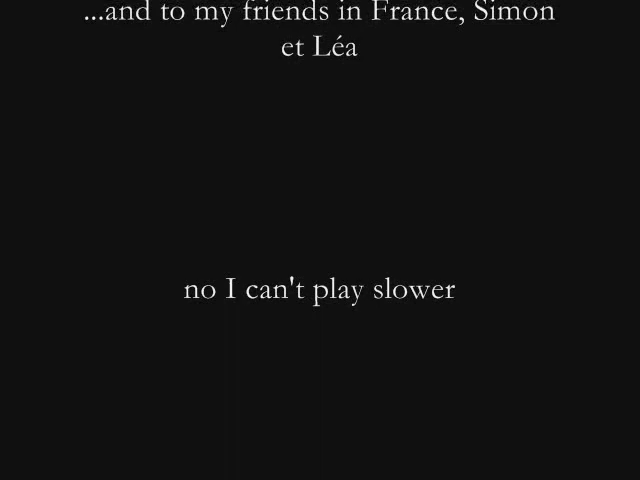 ...and to my friends in France, Simon
et Léa
no I can't play slower